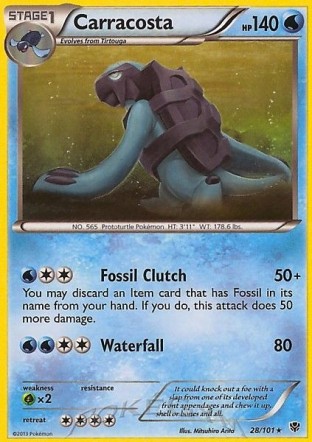 STAGE1
Carracosta
HP140
Evolves from Tirtouga
NO. 565 Prototurtle Pokémon HT: 3'11" WT: 178.6 lbs.
Fossil Clutch 50+
You may discard an Item card that has Fossil in its
name from your hand. If you do, this attack does 50
more damage.
Waterfall 80
weakness resistance
×2
retreat
It could knock out a foe with a
slap from one of its developed
front appendages and chew it up,
shell or bones and all.
Illus. Mitsuhiro Arita 28/101 ★
©2013 Pokémon